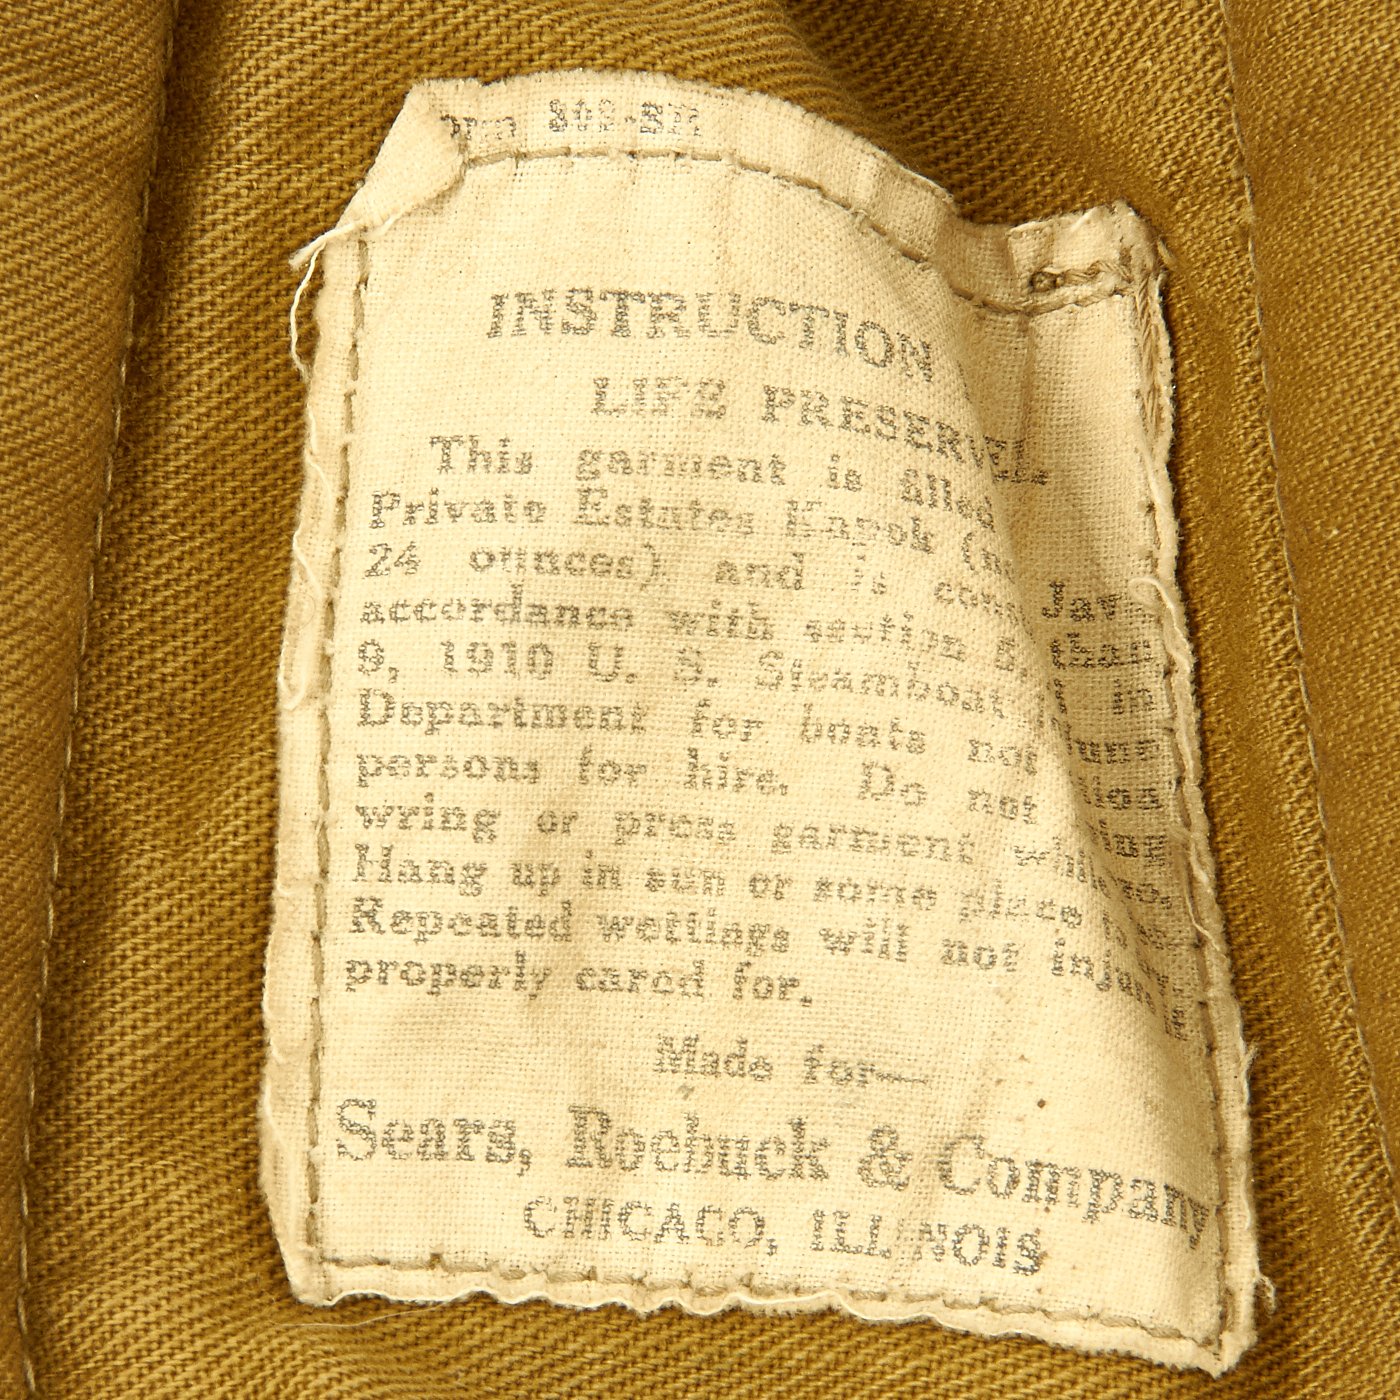 INSTRUCTION
LIFE PRESERVER
This garment is filled
Private Estates Kapok
24 ounces) and is
accordance with section
9, 1910 U. S. Steamboat
Department for boats not
persons for hire. Do not
wring or press garment
Hang up in sun or some place
Repeated wettings will not injure
properly cared for.
Made for—
Sears, Roebuck & Company
CHICAGO, ILLINOIS